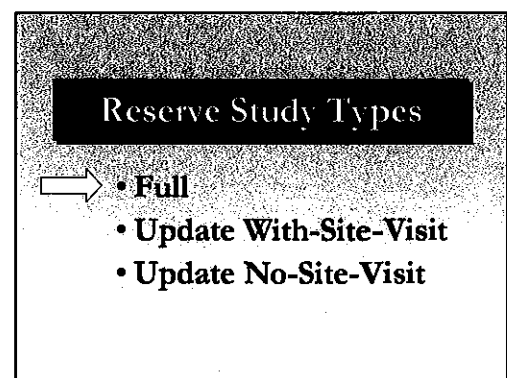 Reserve Study Types
• Full
• Update With-Site-Visit
• Update No-Site-Visit